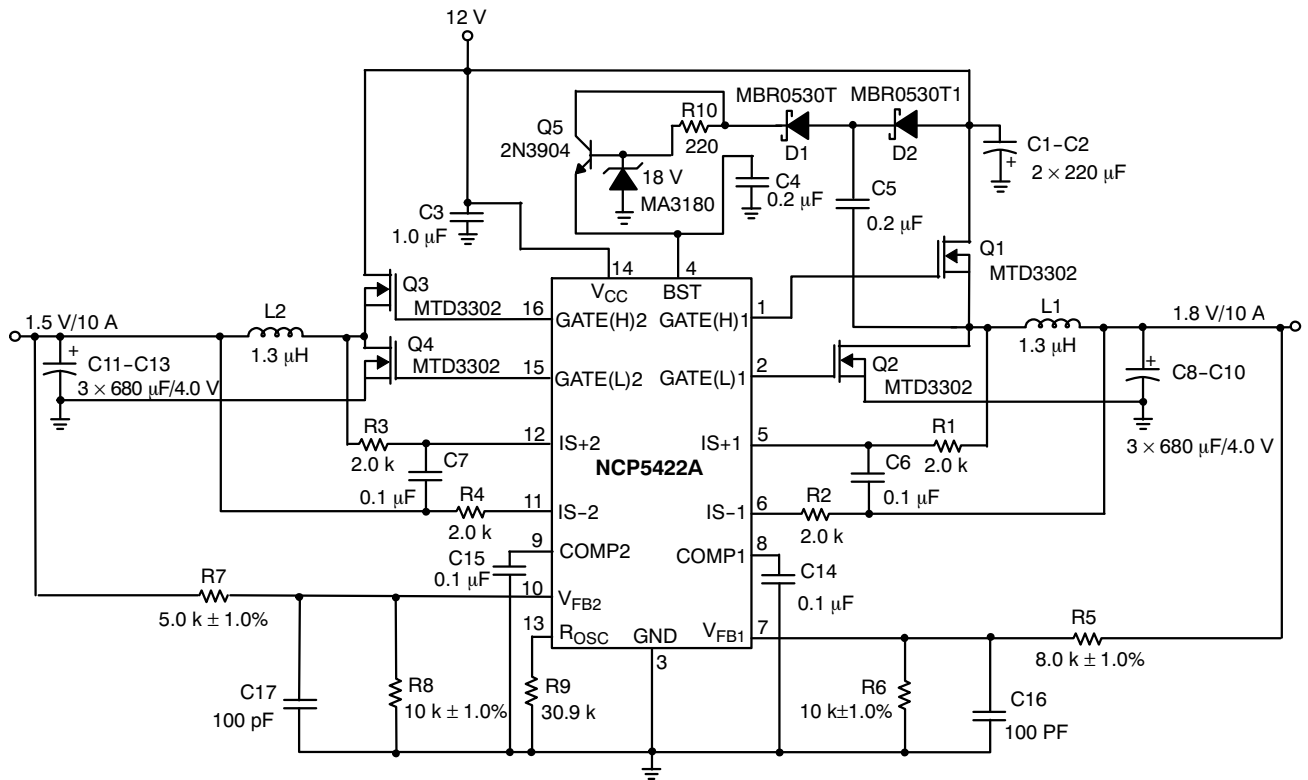 12 V
MBR0530T MBR0530T1
R10
220
D1
D2
Q5
2N3904
18 V
MA3180
C4
0.2 µF
C5
0.2 µF
C1–C2
2 × 220 µF
C3
1.0 µF
14
VCC
4
BST
Q1
MTD3302
Q3
MTD3302
16
GATE(H)2
GATE(H)1
1
1.5 V/10 A
L2
1.3 µH
L1
1.3 µH
1.8 V/10 A
Q4
MTD3302
15
GATE(L)2
GATE(L)1
2
Q2
MTD3302
C11–C13
3 × 680 µF/4.0 V
C8–C10
3 × 680 µF/4.0 V
R3
2.0 k
12
IS+2
IS+1
5
R1
2.0 k
C7
0.1 µF
NCP5422A
C6
0.1 µF
R4
2.0 k
11
IS–2
IS–1
6
R2
2.0 k
9
COMP2
COMP1
8
C15
0.1 µF
C14
0.1 µF
R7
5.0 k ± 1.0%
10
VFB2
13
ROSC
GND
3
VFB1
7
R5
8.0 k ± 1.0%
C17
100 pF
R8
10 k ± 1.0%
R9
30.9 k
R6
10 k±1.0%
C16
100 PF